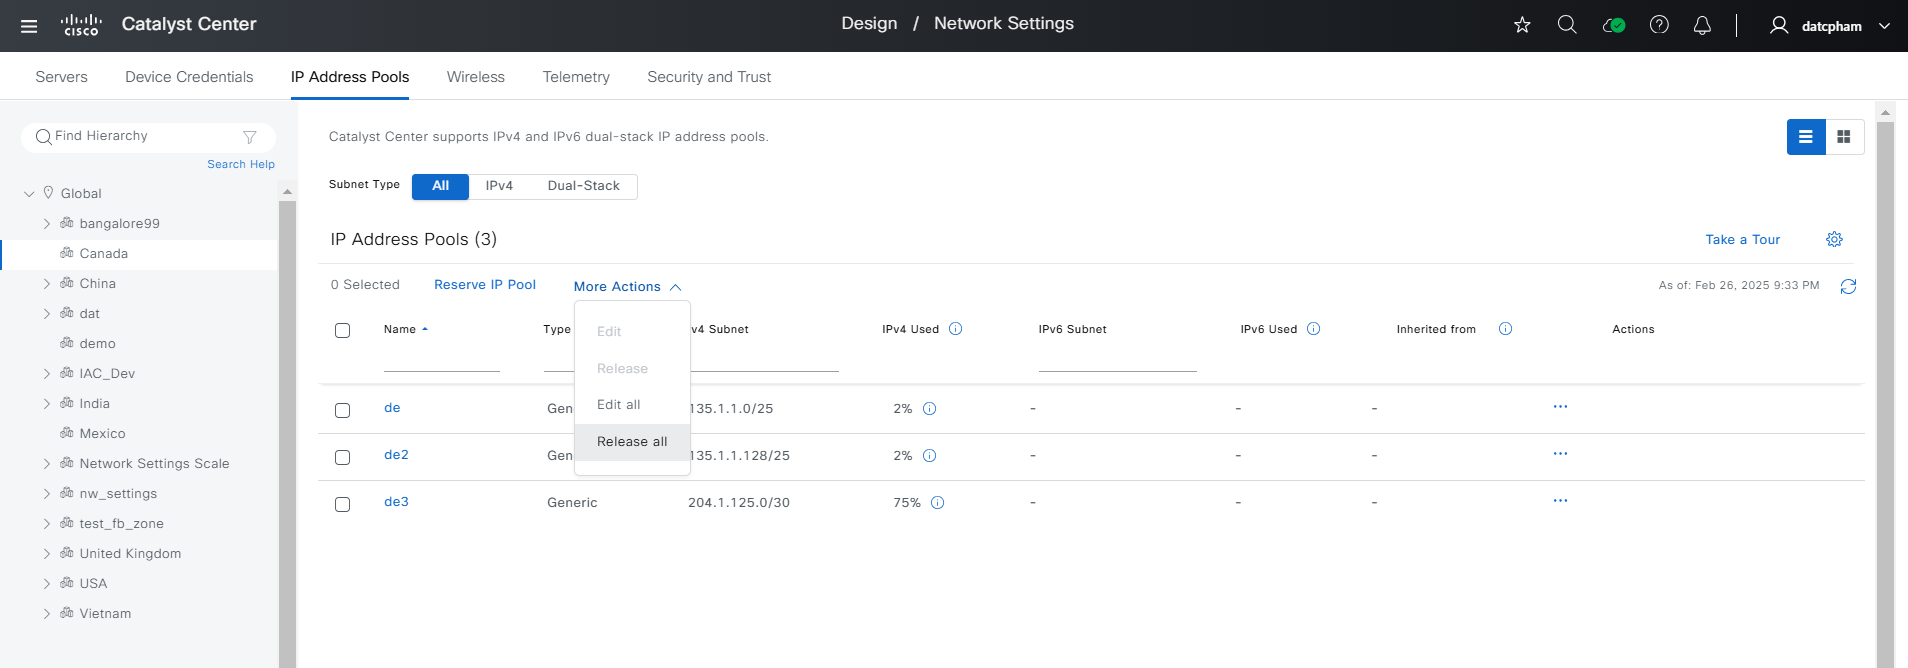 CISCO Catalyst Center Design / Network Settings datcpham
Servers Device Credentials IP Address Pools Wireless Telemetry Security and Trust
Find Hierarchy
Search Help
Global
bangalore99
Canada
China
dat
demo
IAC_Dev
India
Mexico
Network Settings Scale
nw_settings
test_fb_zone
United Kingdom
USA
Vietnam
Catalyst Center supports IPv4 and IPv6 dual-stack IP address pools.
Subnet Type All IPv4 Dual-Stack
IP Address Pools (3) Take a Tour
0 Selected Reserve IP Pool More Actions As of: Feb 26, 2025 9:33 PM
Edit
Release
Edit all
Release all
Name Type v4 Subnet IPv4 Used IPv6 Subnet IPv6 Used Inherited from Actions
de Gen 135.1.1.0/25 2% - - - ...
de2 Gen 135.1.1.128/25 2% - - - ...
de3 Generic 204.1.125.0/30 75% - - - ...